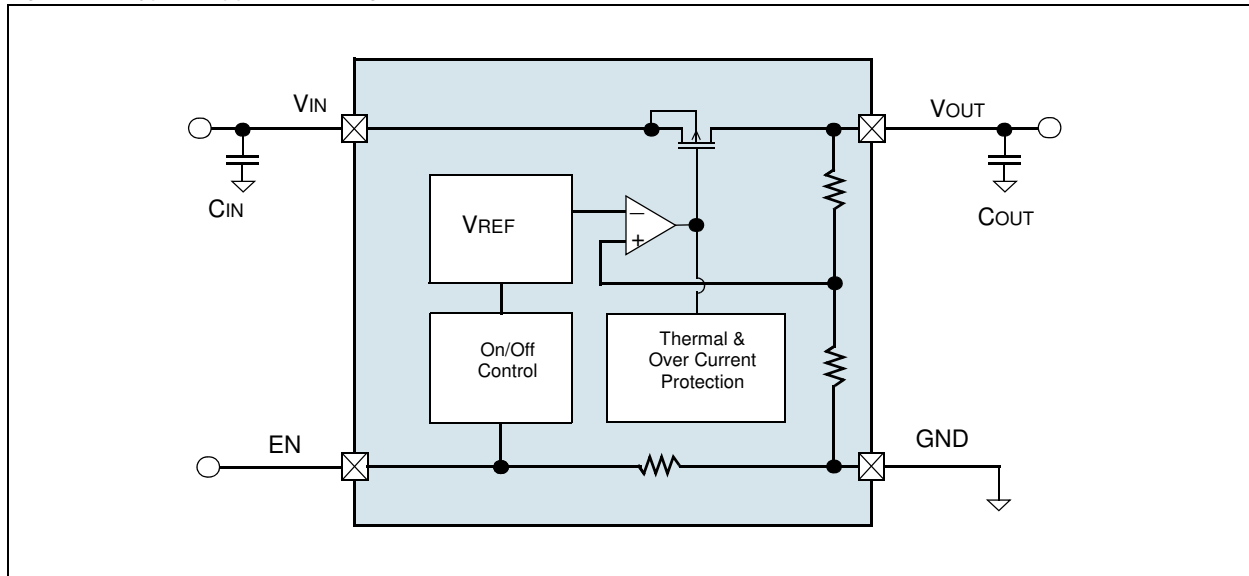 VIN
VOUT
CIN
COUT
VREF
−
+
On/Off
Control
Thermal &
Over Current
Protection
EN
GND